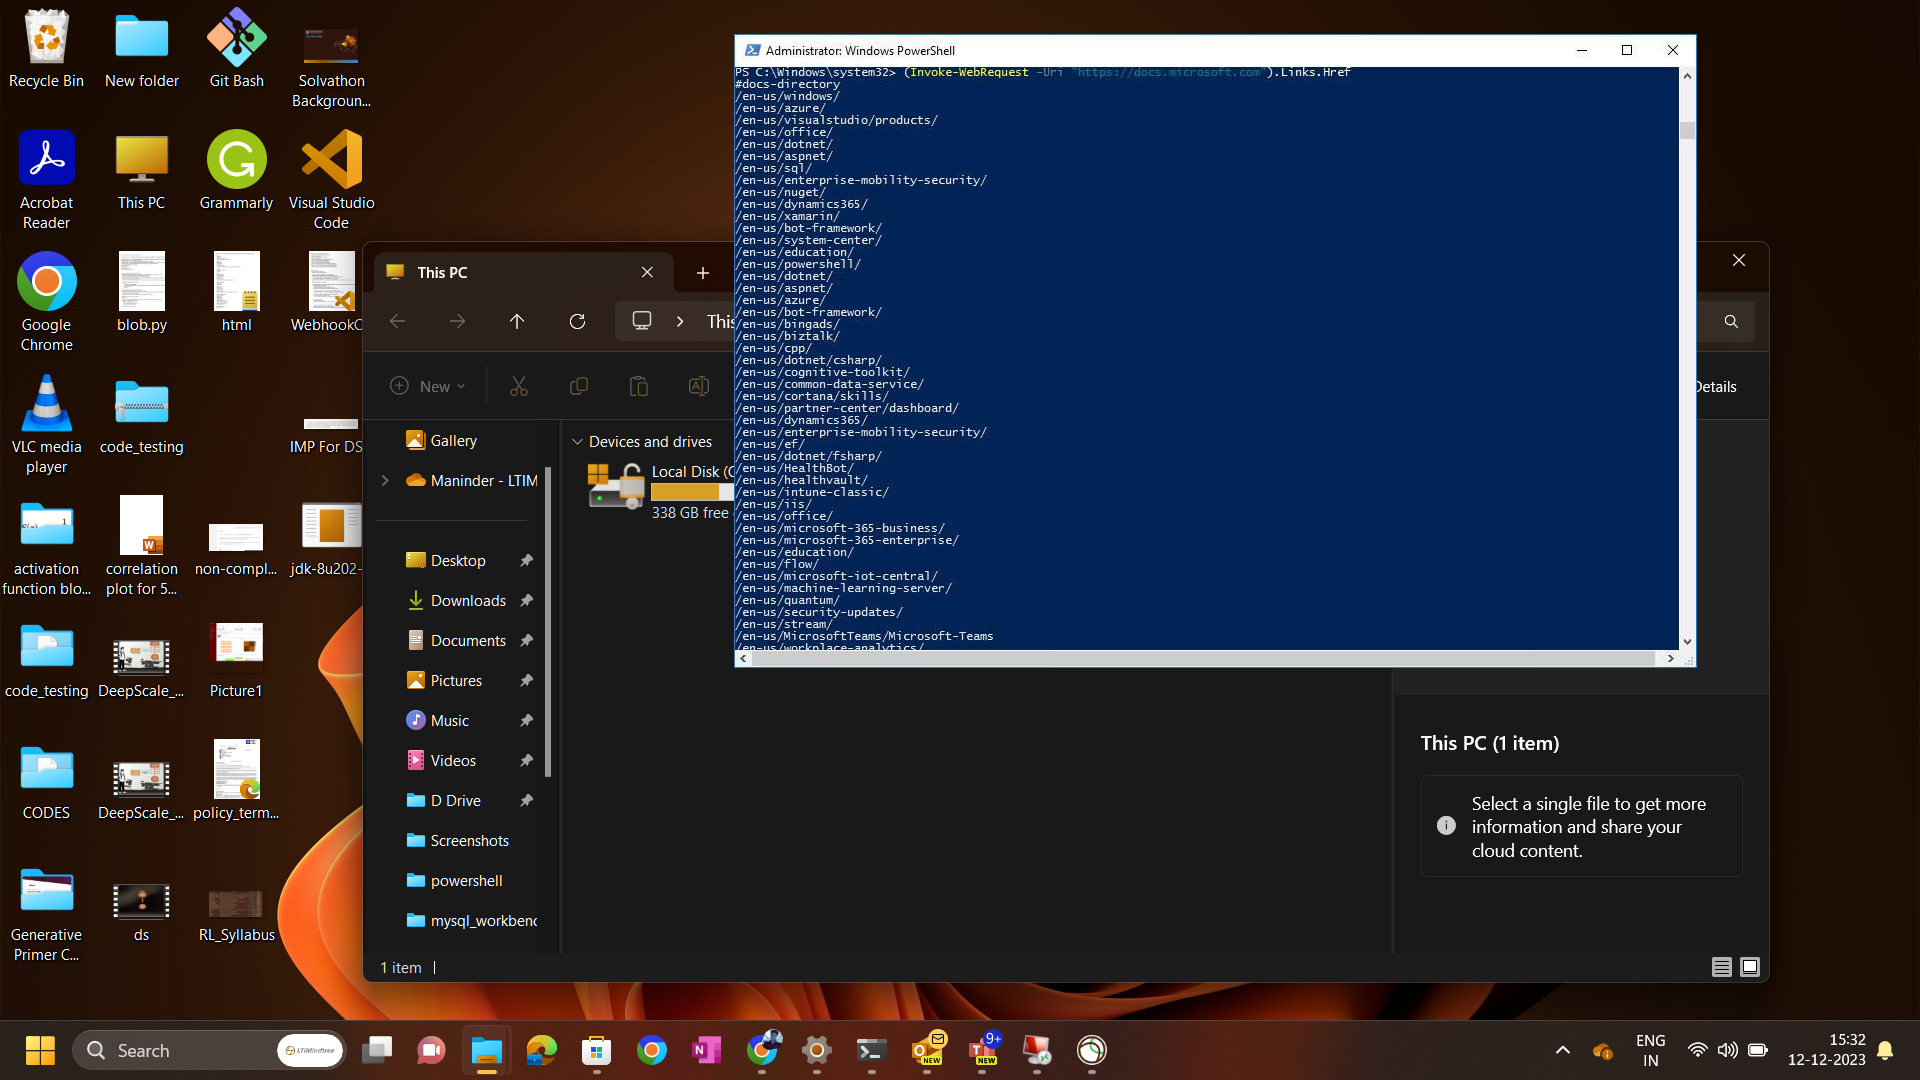 Recycle Bin
New folder
Git Bash
Solvathon
Backgroun...
Acrobat
Reader
This PC
Grammarly
Visual Studio
Code
Google
Chrome
blob.py
html
WebhookC
VLC media
player
code_testing
IMP For DS
activation
function blo...
correlation
plot for 5...
non-compl...
jdk-8u202-
code_testing
DeepScale_...
Picture1
CODES
DeepScale_...
policy_term...
Generative
Primer C...
ds
RL_Syllabus
Administrator: Windows PowerShell
PS C:\Windows\system32> (Invoke-WebRequest -Uri "https://docs.microsoft.com").Links.Href
#docs-directory
/en-us/windows/
/en-us/azure/
/en-us/visualstudio/products/
/en-us/office/
/en-us/dotnet/
/en-us/aspnet/
/en-us/sql/
/en-us/enterprise-mobility-security/
/en-us/nuget/
/en-us/dynamics365/
/en-us/xamarin/
/en-us/bot-framework/
/en-us/system-center/
/en-us/education/
/en-us/powershell/
/en-us/dotnet/
/en-us/aspnet/
/en-us/azure/
/en-us/bot-framework/
/en-us/bingads/
/en-us/biztalk/
/en-us/cpp/
/en-us/dotnet/csharp/
/en-us/cognitive-toolkit/
/en-us/common-data-service/
/en-us/cortana/skills/
/en-us/partner-center/dashboard/
/en-us/dynamics365/
/en-us/enterprise-mobility-security/
/en-us/ef/
/en-us/dotnet/fsharp/
/en-us/HealthBot/
/en-us/healthvault/
/en-us/intune-classic/
/en-us/iis/
/en-us/office/
/en-us/microsoft-365-business/
/en-us/microsoft-365-enterprise/
/en-us/education/
/en-us/flow/
/en-us/microsoft-iot-central/
/en-us/machine-learning-server/
/en-us/quantum/
/en-us/security-updates/
/en-us/stream/
/en-us/MicrosoftTeams/Microsoft-Teams
/en-us/workplace-analytics/
This PC
This
New
Details
Gallery
Maninder - LTIM
Desktop
Downloads
Documents
Pictures
Music
Videos
D Drive
Screenshots
powershell
mysql_workbenc
Devices and drives
Local Disk (C
338 GB free
This PC (1 item)
Select a single file to get more
information and share your
cloud content.
1 item
Search
LTIMindtree
NEW
9+
NEW
ENG
IN
15:32
12-12-2023